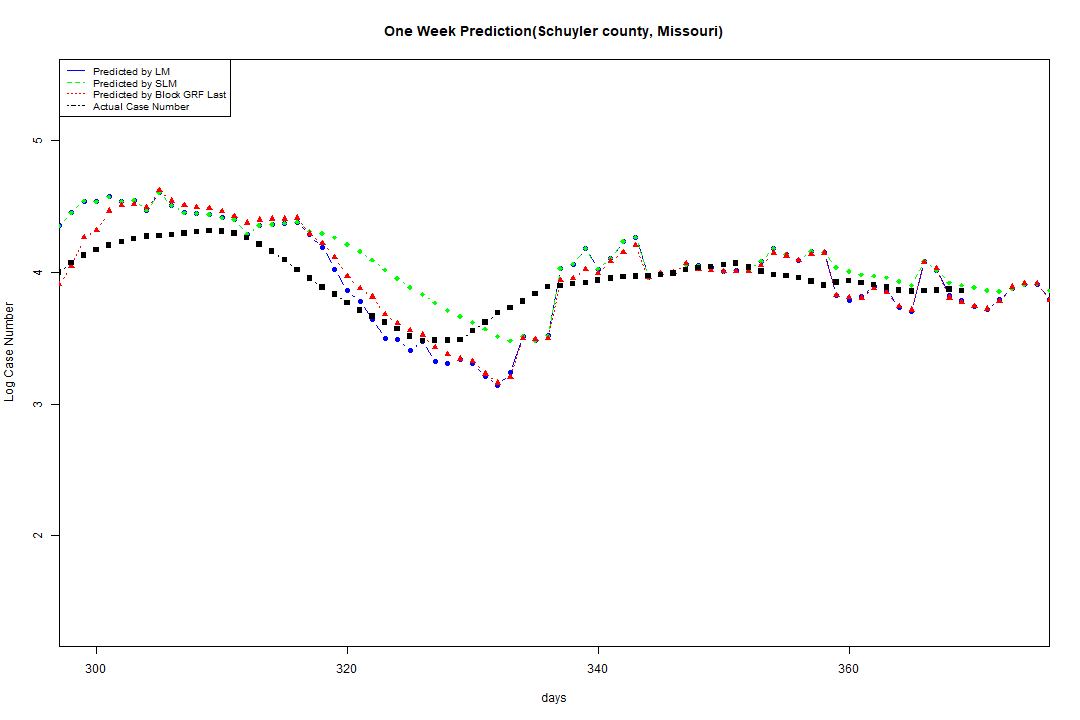 One Week Prediction(Schuyler county, Missouri)
Predicted by LM
Predicted by SLM
Predicted by Block GRF Last
Actual Case Number
5
4
3
2
Log Case Number
300 320 340 360
days